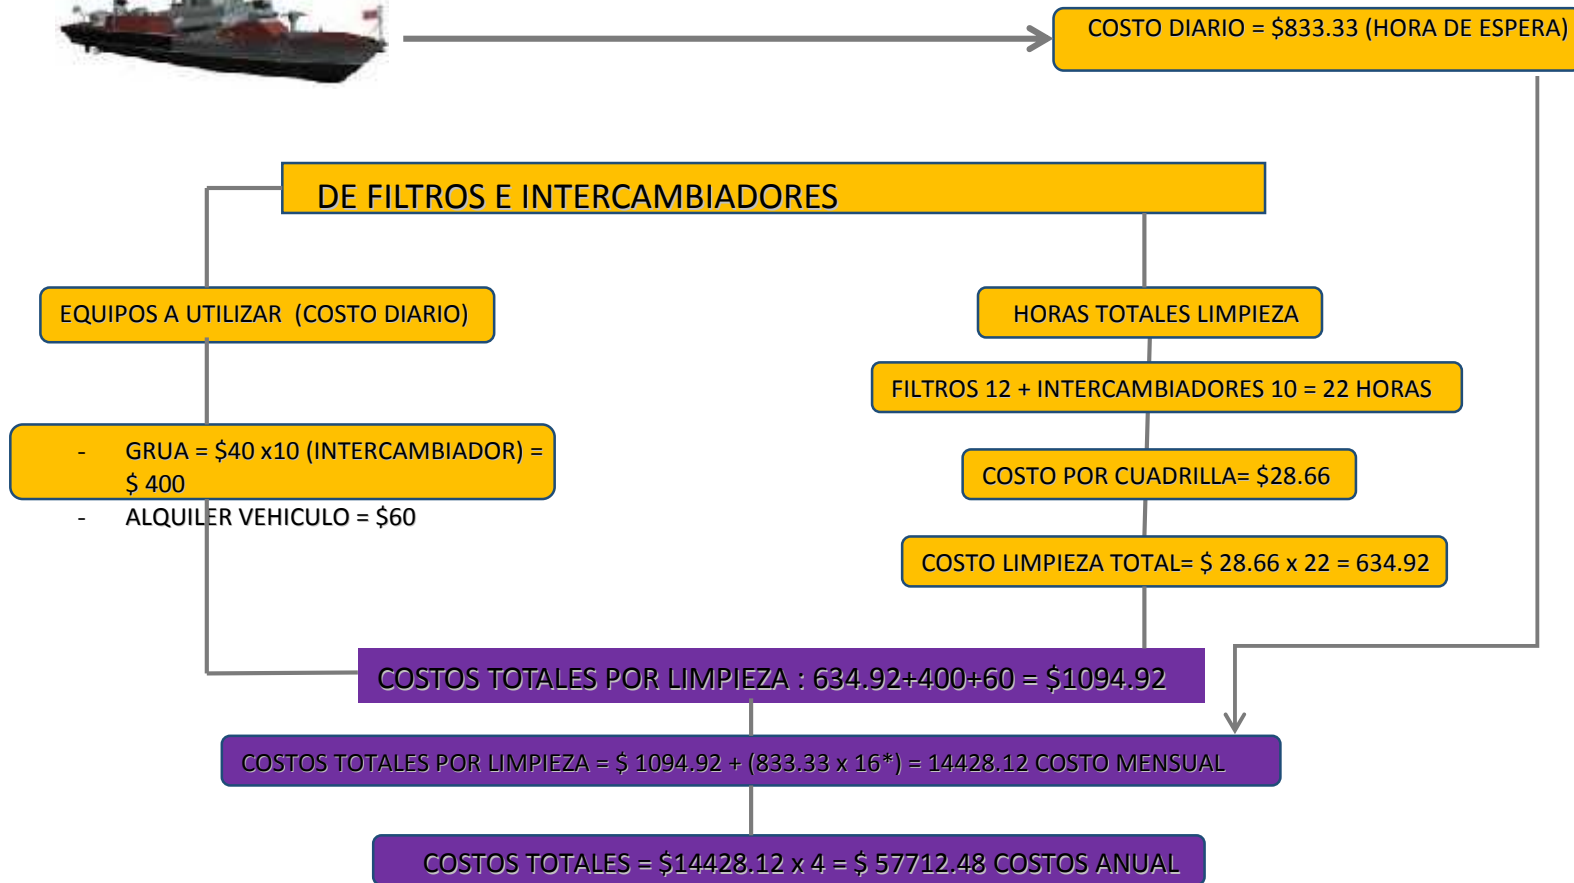 COSTO DIARIO = $833.33 (HORA DE ESPERA)
DE FILTROS E INTERCAMBIADORES
EQUIPOS A UTILIZAR (COSTO DIARIO)
HORAS TOTALES LIMPIEZA
FILTROS 12 + INTERCAMBIADORES 10 = 22 HORAS
- GRUA = $40 x10 (INTERCAMBIADOR) =
$ 400
- ALQUILER VEHICULO = $60
COSTO POR CUADRILLA= $28.66
COSTO LIMPIEZA TOTAL= $ 28.66 x 22 = 634.92
COSTOS TOTALES POR LIMPIEZA : 634.92+400+60 = $1094.92
COSTOS TOTALES POR LIMPIEZA = $ 1094.92 + (833.33 x 16*) = 14428.12 COSTO MENSUAL
COSTOS TOTALES = $14428.12 x 4 = $ 57712.48 COSTOS ANUAL